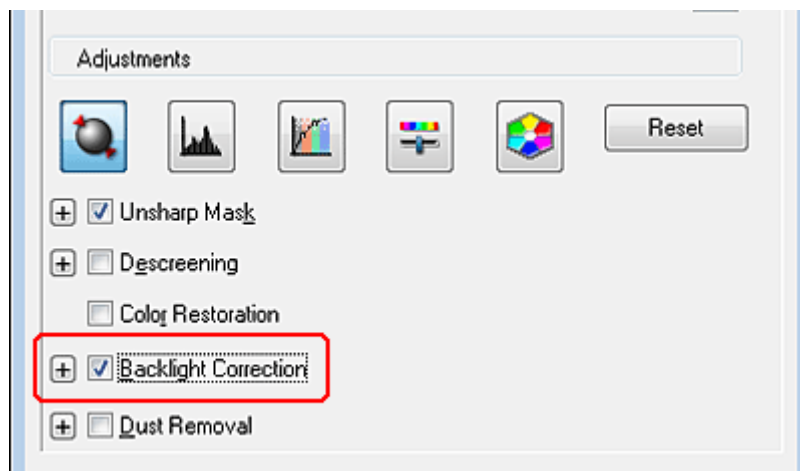 Adjustments
Reset
Unsharp Mask
Descreening
Color Restoration
Backlight Correction
Dust Removal